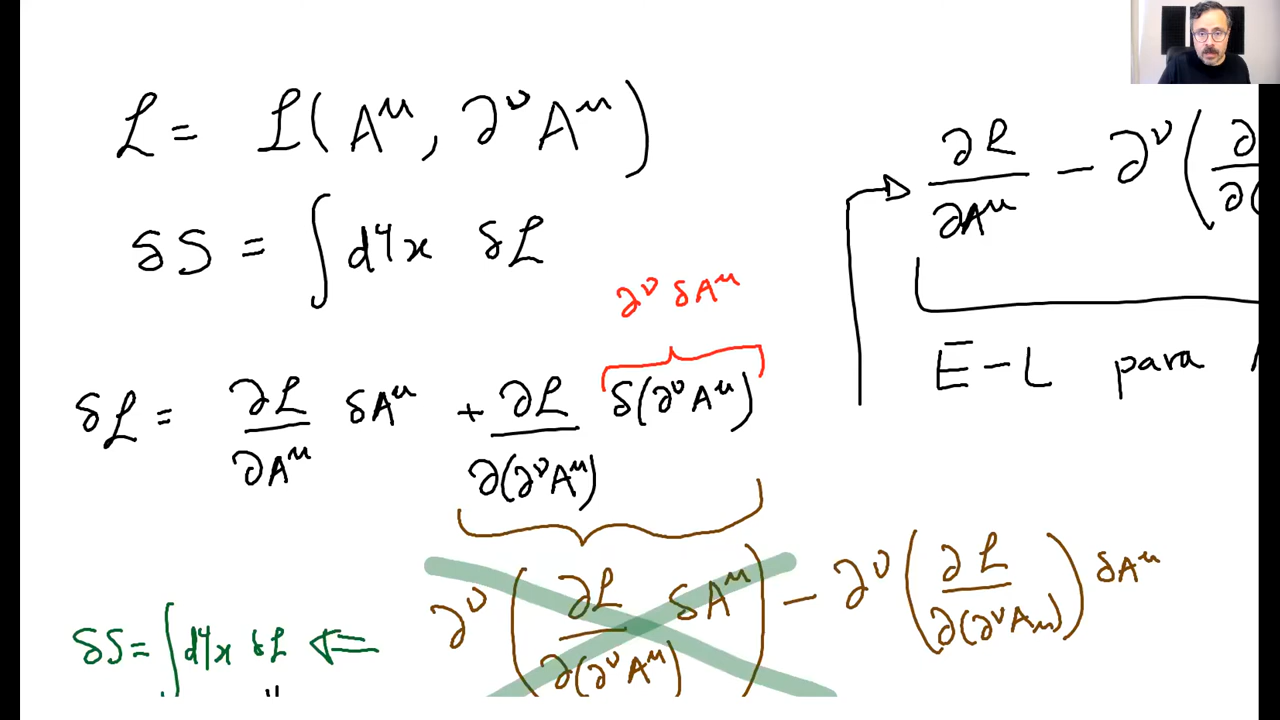 ℒ = ℒ(A^μ, ∂^ν A^μ)
δS = ∫ d⁴x δℒ
∂^ν δA^μ
δℒ = ∂ℒ/∂A^μ δA^μ + ∂ℒ/∂(∂^ν A^μ) δ(∂^ν A^μ)
∂^ν (∂ℒ/∂(∂^ν A^μ) δA^μ) − ∂^ν (∂ℒ/∂(∂^ν A_μ)) δA^μ
δS = ∫ d⁴x δℒ ⇐
∂ℒ/∂A^μ − ∂^ν (∂/∂(
E-L para